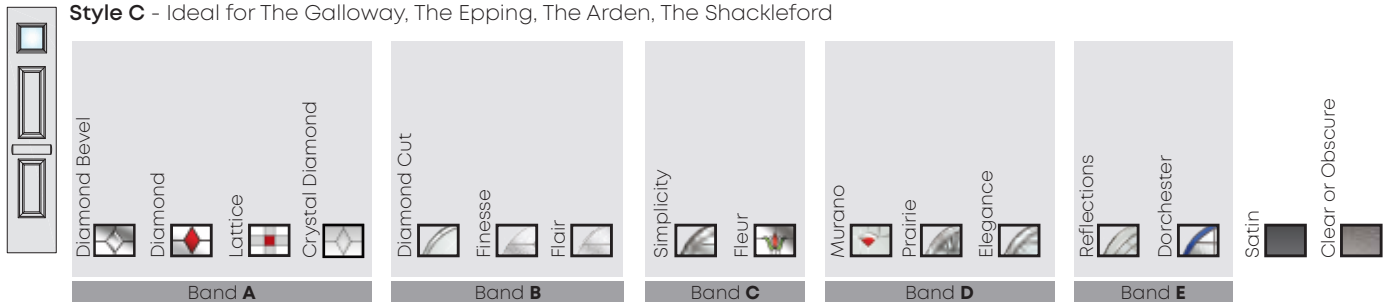 Style C - Ideal for The Galloway, The Epping, The Arden, The Shackleford
Diamond Bevel
Diamond
Lattice
Crystal Diamond
Diamond Cut
Finesse
Flair
Simplicity
Fleur
Murano
Prairie
Elegance
Reflections
Dorchester
Satin
Clear or Obscure
Band A
Band B
Band C
Band D
Band E